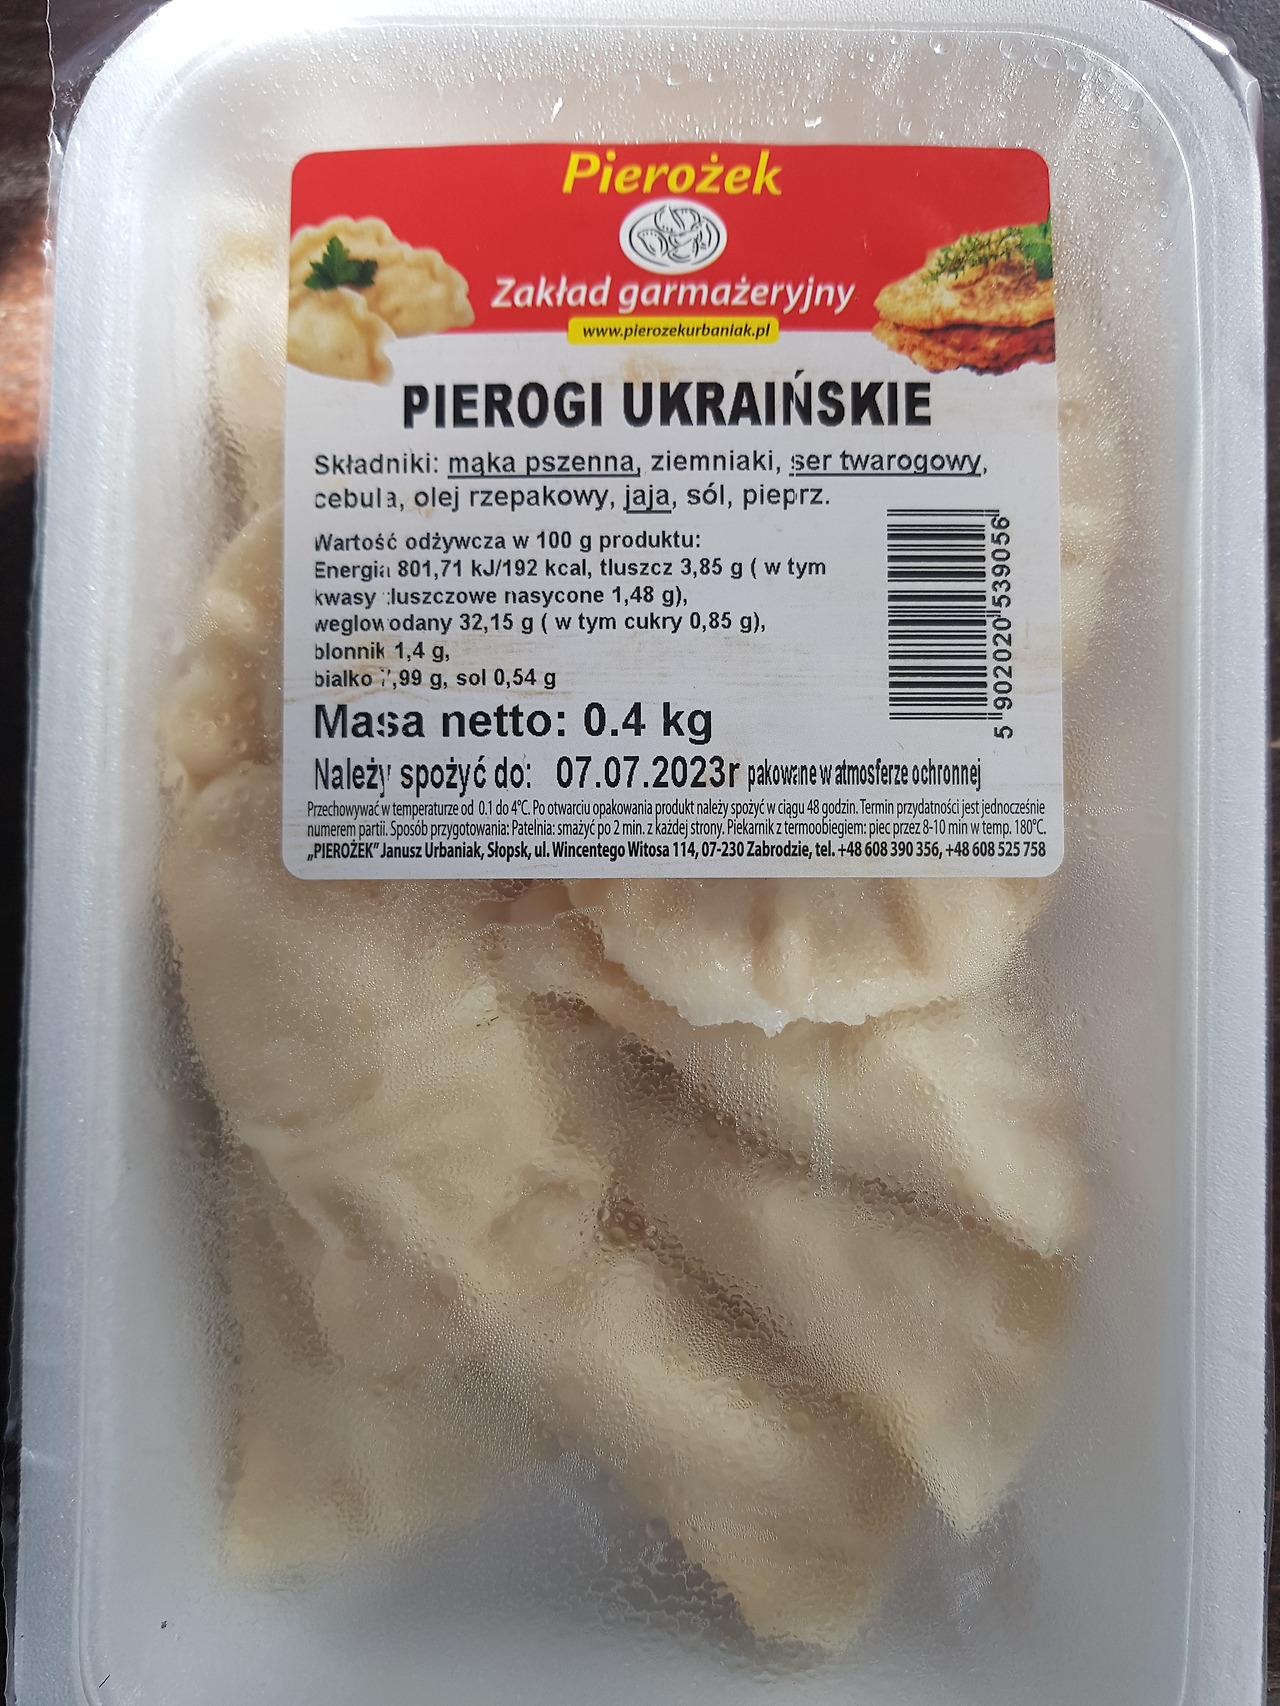 Pierożek
Zakład garmażeryjny
www.pierozekurbaniak.pl
PIEROGI UKRAIŃSKIE
Składniki: mąka pszenna, ziemniaki, ser twarogowy,
cebula, olej rzepakowy, jaja, sól, pieprz.
Wartość odżywcza w 100 g produktu:
Energia 801,71 kJ/192 kcal, tluszcz 3,85 g ( w tym
kwasy tluszczowe nasycone 1,48 g),
weglowodany 32,15 g ( w tym cukry 0,85 g),
blonnik 1,4 g,
bialko 7,99 g, sol 0,54 g
Masa netto: 0.4 kg
Należy spożyć do: 07.07.2023r pakowane w atmosferze ochronnej
Przechowywać w temperaturze od 0.1 do 4°C. Po otwarciu opakowania produkt należy spożyć w ciągu 48 godzin. Termin przydatności jest jednocześnie
numerem partii. Sposób przygotowania: Patelnia: smażyć po 2 min. z każdej strony. Piekarnik z termoobiegiem: piec przez 8-10 min w temp. 180°C.
„PIEROŻEK” Janusz Urbaniak, Słopsk, ul. Wincentego Witosa 114, 07-230 Zabrodzie, tel. +48 608 390 356, +48 608 525 758
5 902020 539056